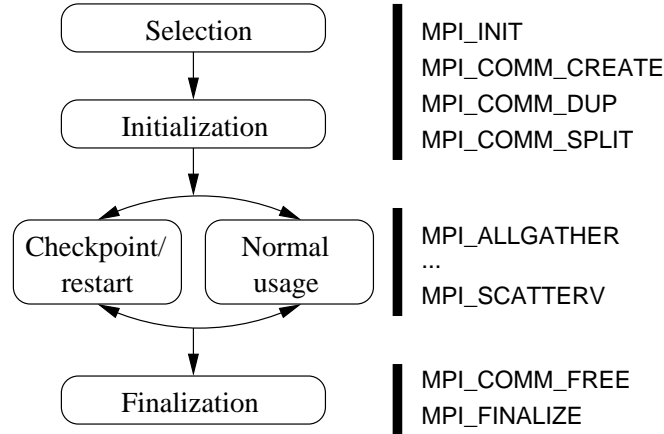 Selection
Initialization
MPI_INIT
MPI_COMM_CREATE
MPI_COMM_DUP
MPI_COMM_SPLIT
Checkpoint/
restart
Normal
usage
MPI_ALLGATHER
...
MPI_SCATTERV
Finalization
MPI_COMM_FREE
MPI_FINALIZE